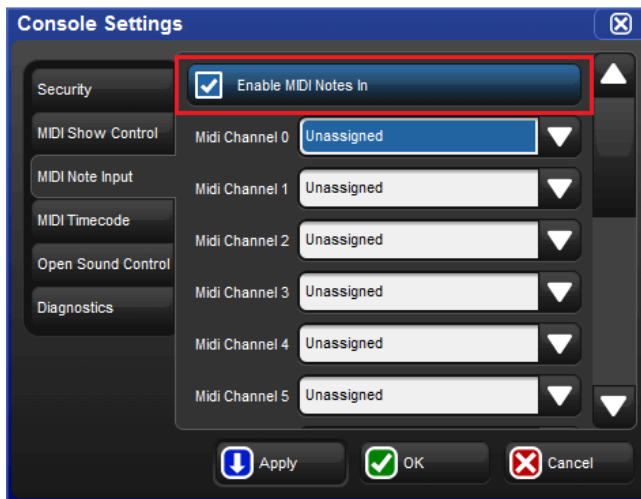 Console Settings
Security
MIDI Show Control
MIDI Note Input
MIDI Timecode
Open Sound Control
Diagnostics
Enable MIDI Notes In
Midi Channel 0 Unassigned
Midi Channel 1 Unassigned
Midi Channel 2 Unassigned
Midi Channel 3 Unassigned
Midi Channel 4 Unassigned
Midi Channel 5 Unassigned
Apply OK Cancel